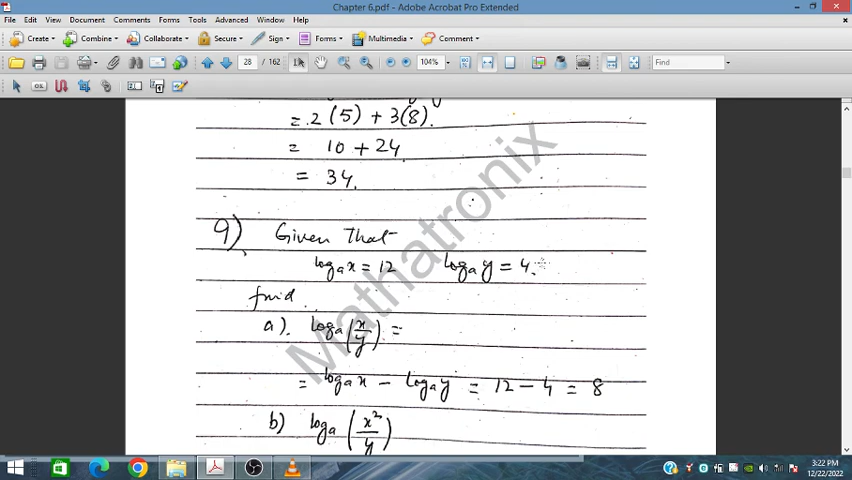 Chapter 6.pdf - Adobe Acrobat Pro Extended
File Edit View Document Comments Forms Tools Advanced Window Help
Create Combine Collaborate Secure Sign Forms Multimedia Comment
28 / 162 104% Find
= 2 (5) + 3(8).
= 10 + 24
= 34.
9) Given That
logₐx = 12 logₐy = 4.
find
a). logₐ(x/y) =
= logₐx - logₐy = 12 - 4 = 8
b) logₐ(x²/y)
Mathatronix
3:22 PM
12/22/2022